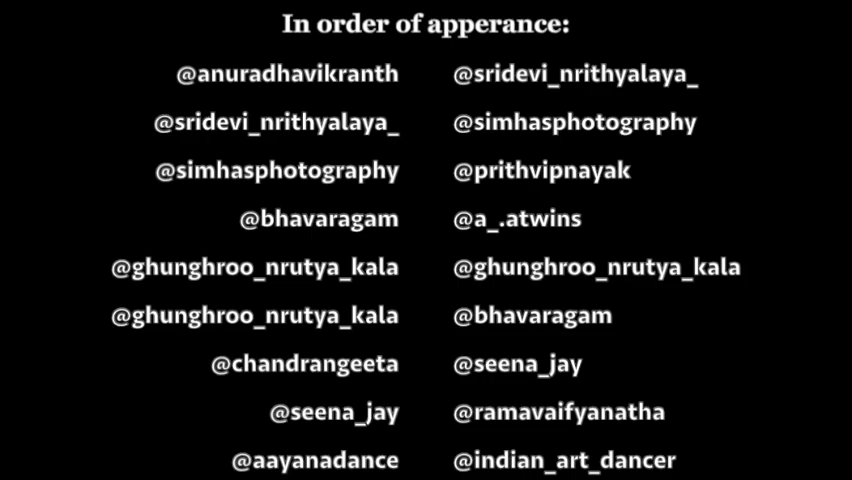 In order of apperance:
@anuradhavikranth @sridevi_nrithyalaya_
@sridevi_nrithyalaya_ @simhasphotography
@simhasphotography @prithvipnayak
@bhavaragam @a_.atwins
@ghunghroo_nrutya_kala @ghunghroo_nrutya_kala
@ghunghroo_nrutya_kala @bhavaragam
@chandrangeeta @seena_jay
@seena_jay @ramavaifyanatha
@aayanadance @indian_art_dancer